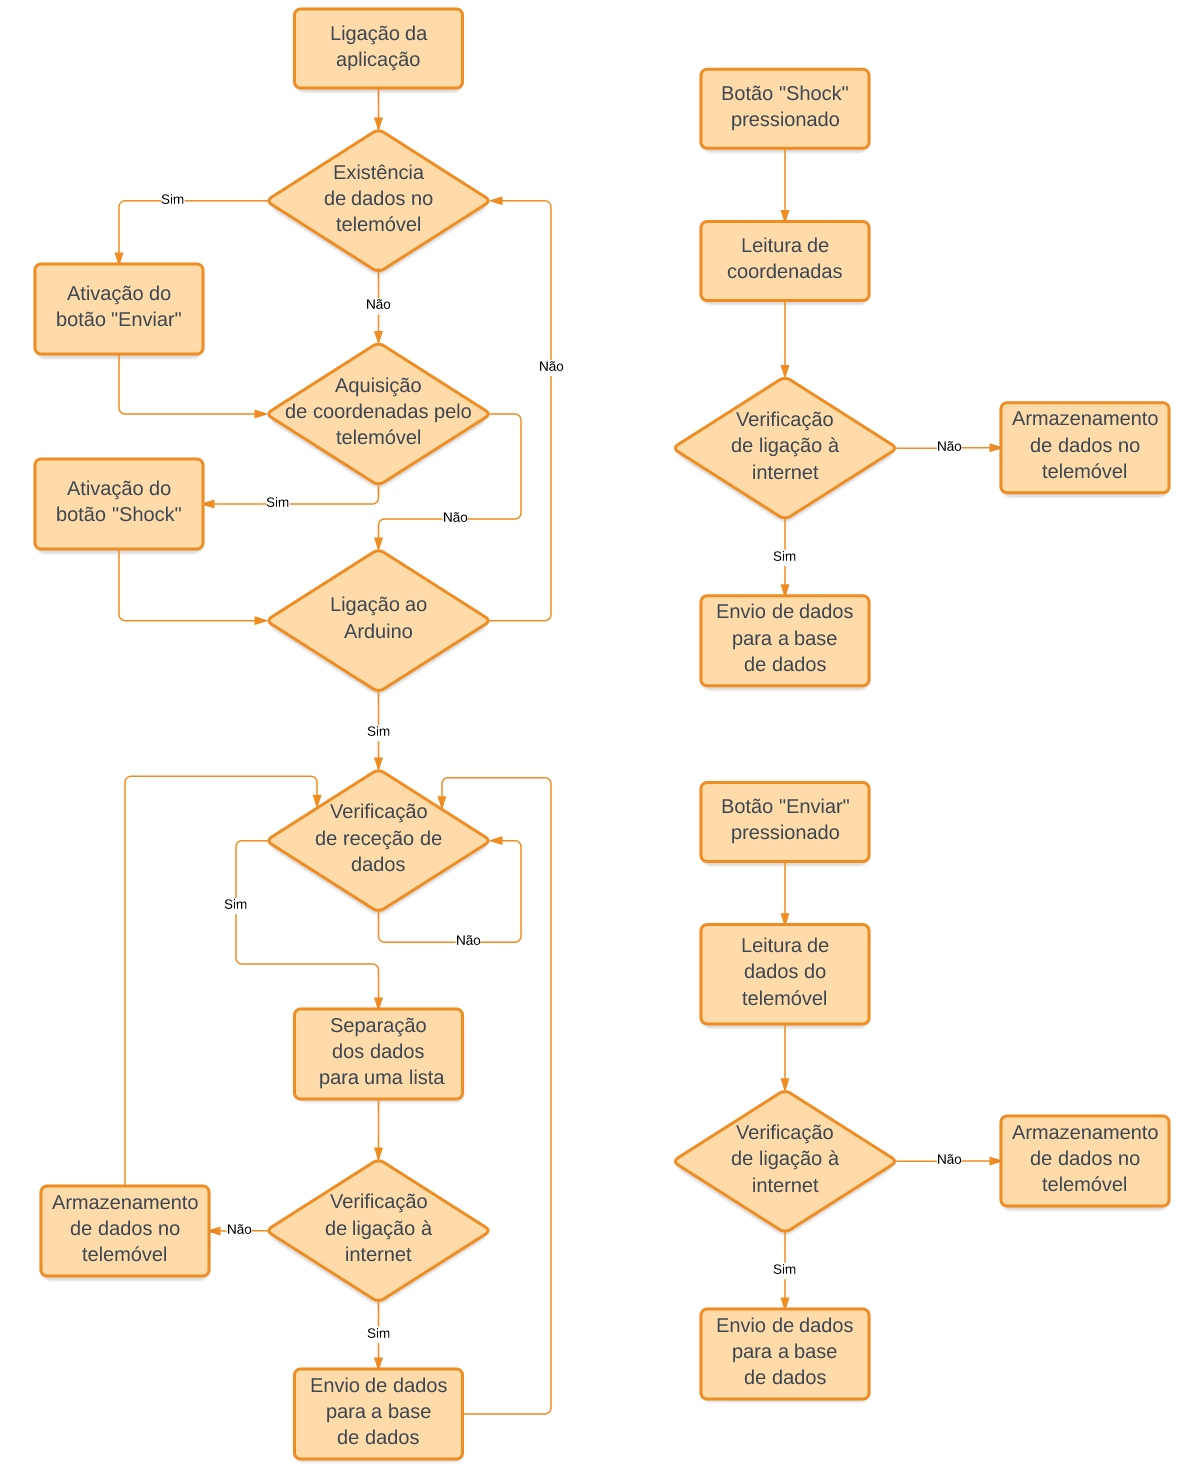 Ligação da
aplicação
Existência
de dados no
telemóvel
Sim
Ativação do
botão "Enviar"
Não
Aquisição
de coordenadas pelo
telemóvel
Não
Ativação do
botão "Shock"
Sim
Não
Ligação ao
Arduino
Sim
Verificação
de receção de
dados
Sim
Não
Separação
dos dados
para uma lista
Verificação
de ligação à
internet
Não
Armazenamento
de dados no
telemóvel
Sim
Envio de dados
para a base
de dados
Botão "Shock"
pressionado
Leitura de
coordenadas
Verificação
de ligação à
internet
Não
Armazenamento
de dados no
telemóvel
Sim
Envio de dados
para a base
de dados
Botão "Enviar"
pressionado
Leitura de
dados do
telemóvel
Verificação
de ligação à
internet
Não
Armazenamento
de dados no
telemóvel
Sim
Envio de dados
para a base
de dados